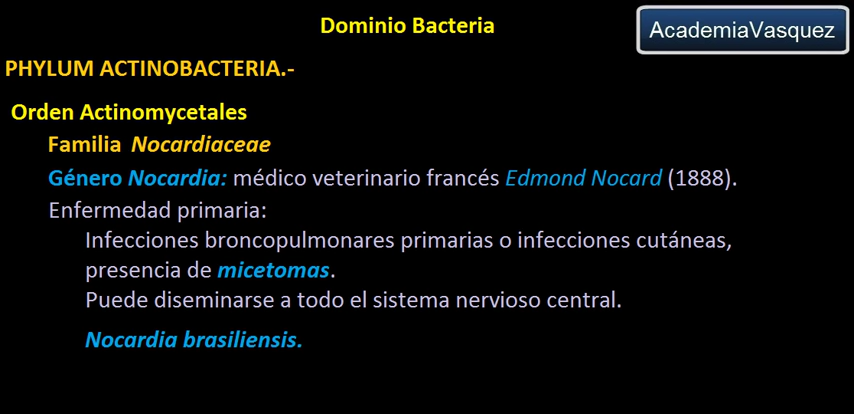 Dominio Bacteria
AcademiaVasquez
PHYLUM ACTINOBACTERIA.-
Orden Actinomycetales
Familia Nocardiaceae
Género Nocardia: médico veterinario francés Edmond Nocard (1888).
Enfermedad primaria:
Infecciones broncopulmonares primarias o infecciones cutáneas,
presencia de micetomas.
Puede diseminarse a todo el sistema nervioso central.
Nocardia brasiliensis.